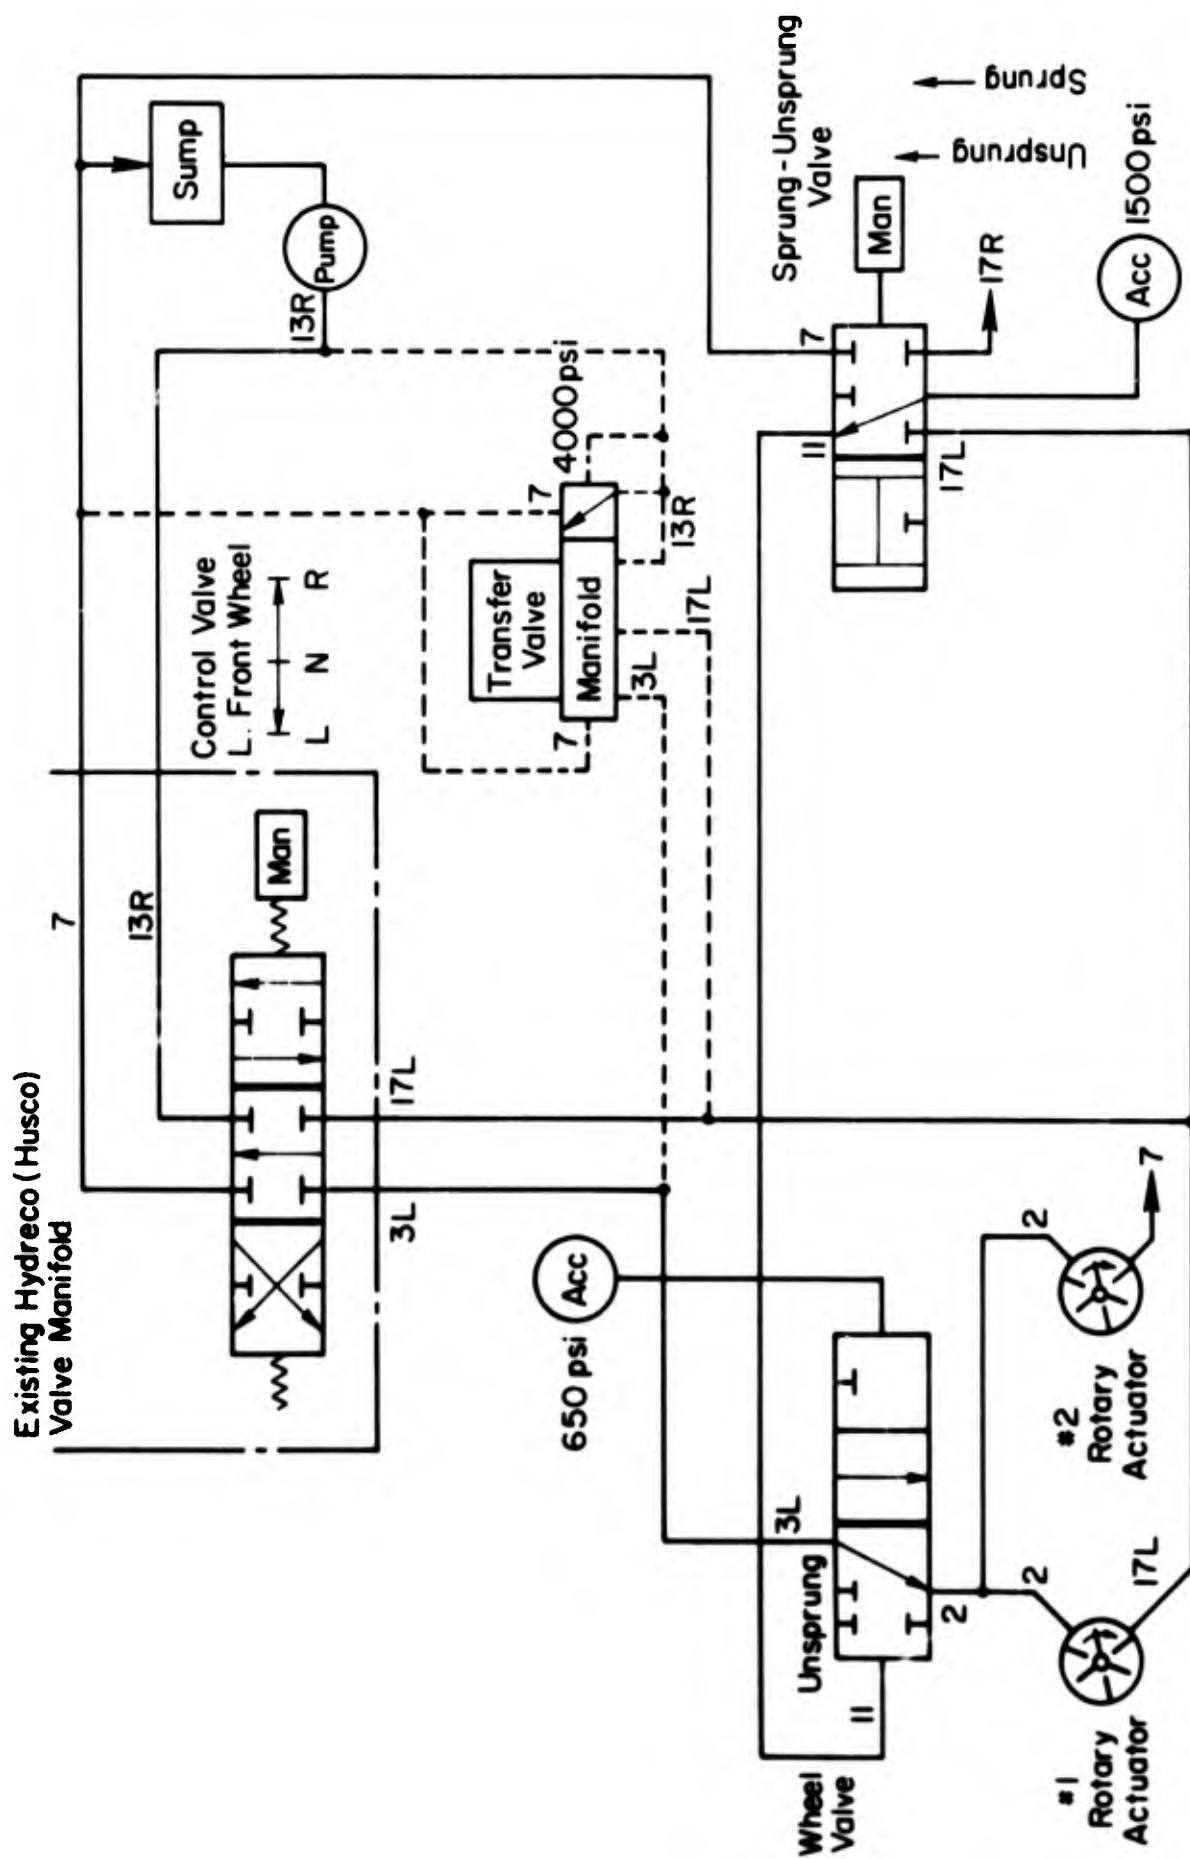 Existing Hydreco (Husco)
Valve Manifold
7
13R
Man
3L
17L
Control Valve
L. Front Wheel
L N R
Sump
Pump
13R
Transfer
Valve
Manifold
7
7
4000psi
3L
17L
13R
650 psi
Acc
Wheel
Valve
Unsprung
3L
11
2
#1
Rotary
Actuator
2
17L
#2
Rotary
Actuator
2
7
Sprung-Unsprung
Valve
Man
11
7
17L
17R
Acc
1500psi
Unsprung
Sprung